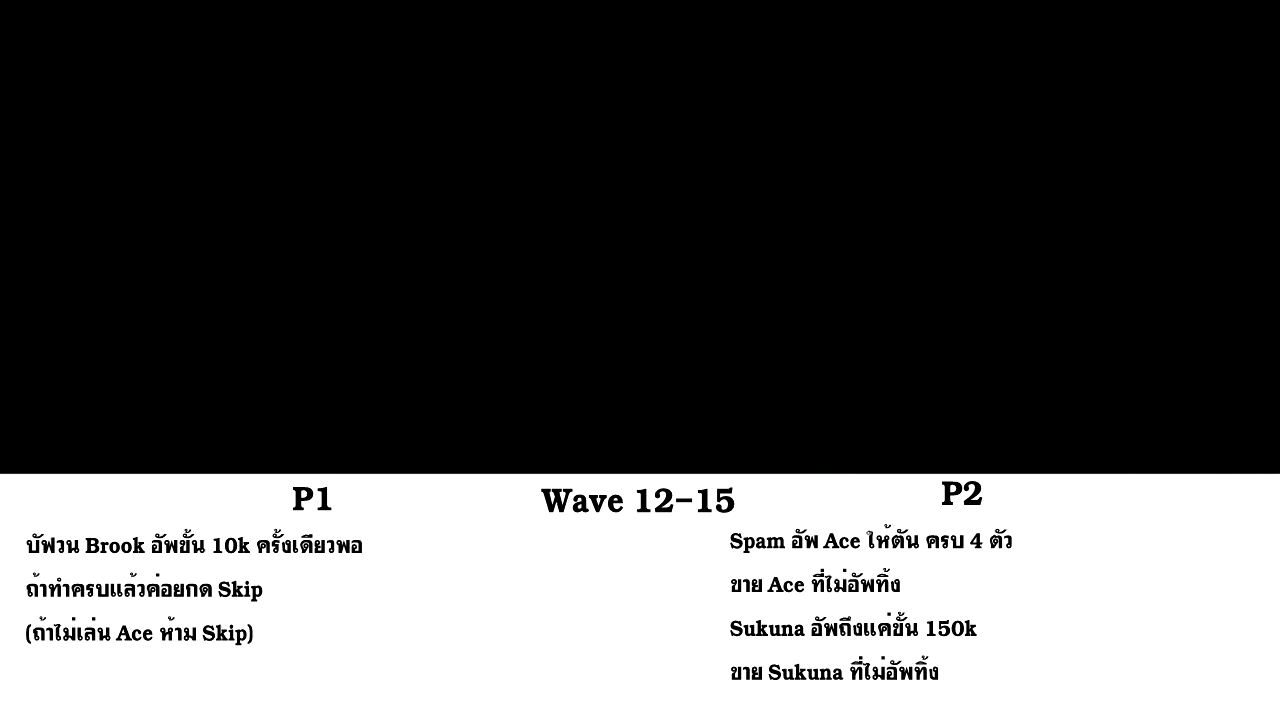 P1
Wave 12-15
P2
บัฟวน Brook อัพขั้น 10k ครั้งเดียวพอ
ถ้าทำครบแล้วค่อยกด Skip
(ถ้าไม่เล่น Ace ห้าม Skip)
Spam อัพ Ace ให้ตัน ครบ 4 ตัว
ขาย Ace ที่ไม่อัพทิ้ง
Sukuna อัพถึงแค่ขั้น 150k
ขาย Sukuna ที่ไม่อัพทิ้ง